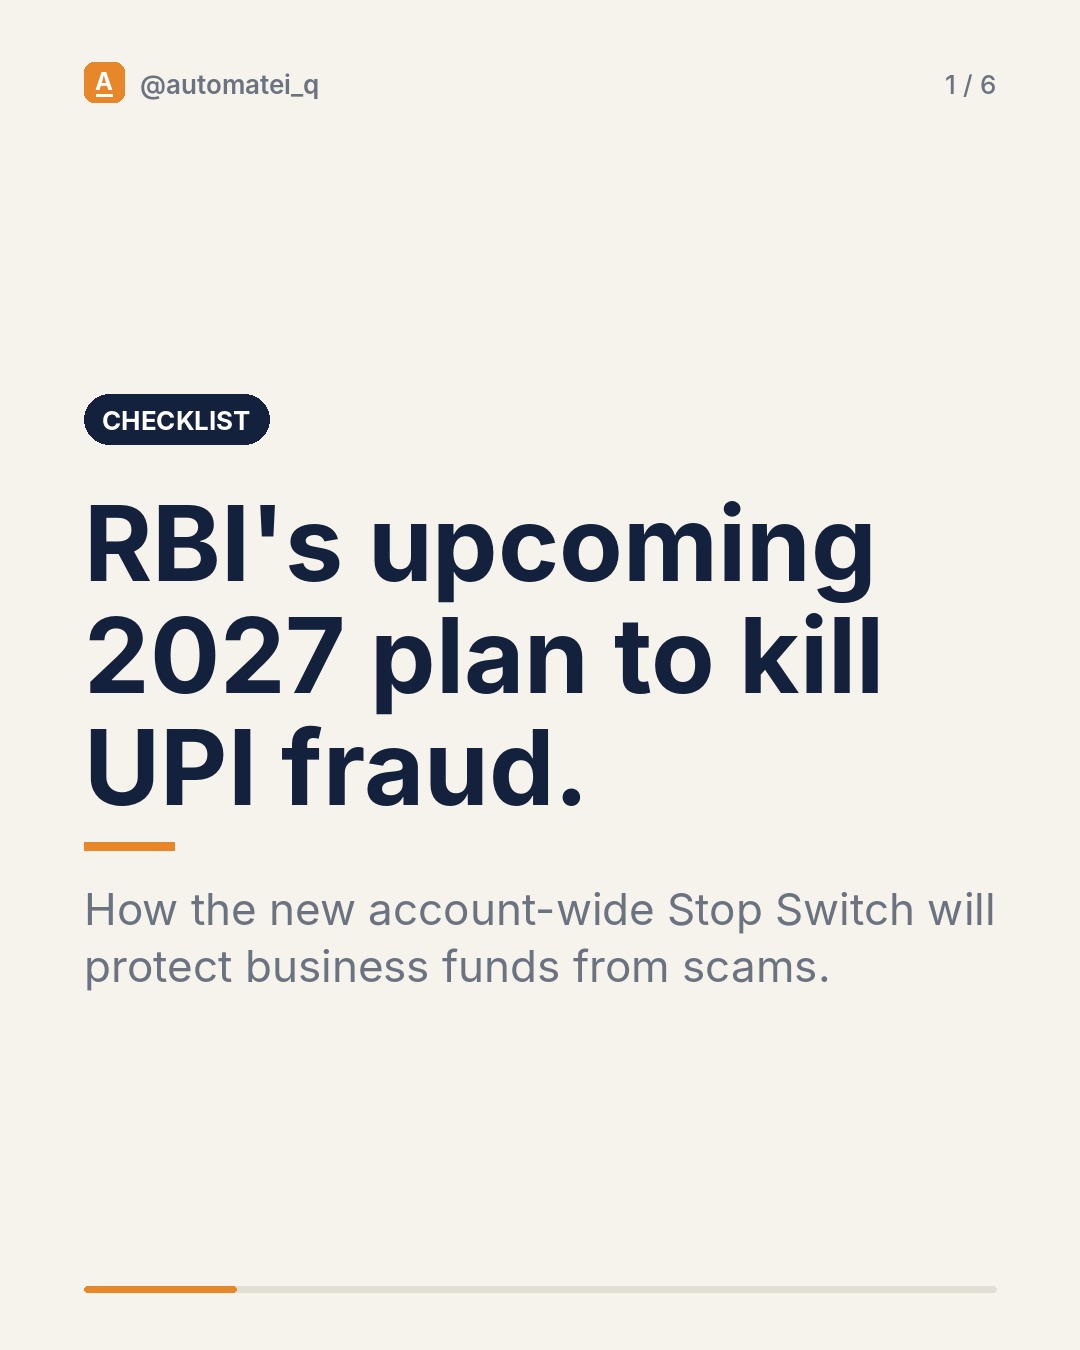 A
@automatei_q
1 / 6
CHECKLIST
RBI's upcoming
2027 plan to kill
UPI fraud.
How the new account-wide Stop Switch will
protect business funds from scams.